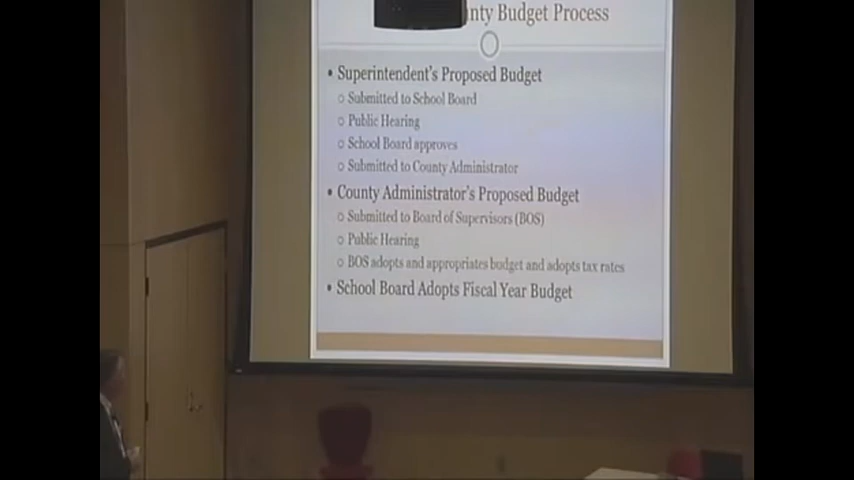 Budget Process
• Superintendent's Proposed Budget
o Submitted to School Board
o Public Hearing
o School Board approves
o Submitted to County Administrator
• County Administrator's Proposed Budget
o Submitted to Board of Supervisors (BOS)
o Public Hearing
o BOS adopts and appropriates budget and adopts tax rates
• School Board Adopts Fiscal Year Budget